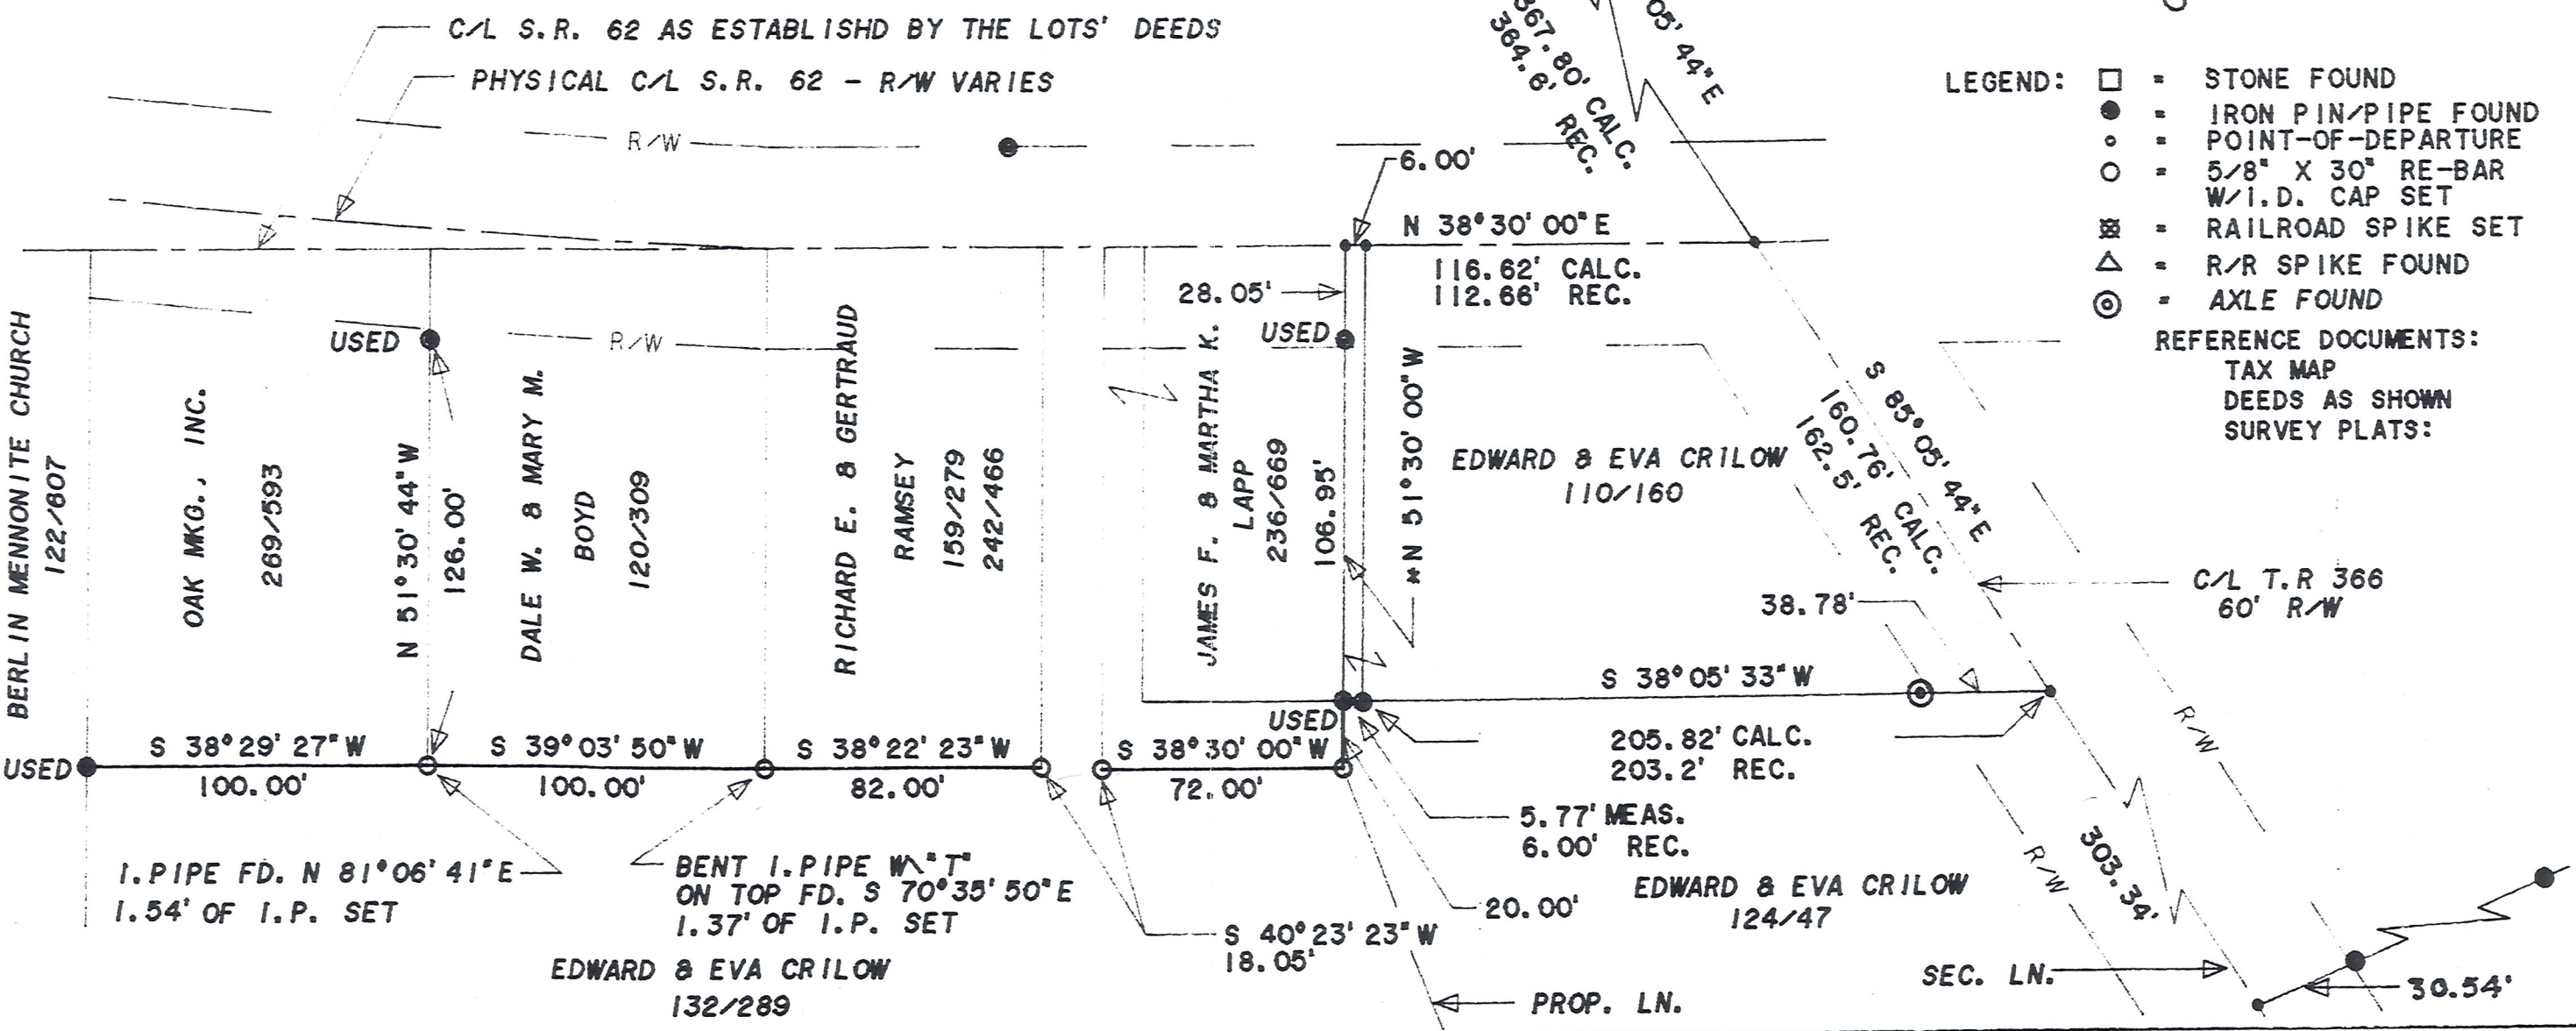 C/L S.R. 62 AS ESTABLISHD BY THE LOTS' DEEDS
PHYSICAL C/L S.R. 62 - R/W VARIES
R/W
367.80' CALC.
364.6' REC.
05' 44" E
6.00'
N 38° 30' 00" E
116.62' CALC.
112.66' REC.
28.05'
USED
LEGEND:
= STONE FOUND
= IRON PIN/PIPE FOUND
= POINT-OF-DEPARTURE
= 5/8" X 30" RE-BAR
W/I.D. CAP SET
= RAILROAD SPIKE SET
= R/R SPIKE FOUND
= AXLE FOUND
REFERENCE DOCUMENTS:
TAX MAP
DEEDS AS SHOWN
SURVEY PLATS:
BERLIN MENNONITE CHURCH
122/607
OAK MKG., INC.
269/593
USED
R/W
N 51° 30' 44" W
126.00'
DALE W. & MARY M.
BOYD
120/309
RICHARD E. & GERTRAUD
RAMSEY
159/279
242/466
JAMES F. & MARTHA K.
LAPP
236/669
106.95'
*N 51° 30' 00" W
EDWARD & EVA CRILOW
110/160
S 85° 05' 44" E
160.76' CALC.
162.5' REC.
C/L T.R 366
60' R/W
38.78'
S 38° 05' 33" W
205.82' CALC.
203.2' REC.
USED
USED
S 38° 29' 27" W
100.00'
S 39° 03' 50" W
100.00'
S 38° 22' 23" W
82.00'
S 38° 30' 00" W
72.00'
5.77' MEAS.
6.00' REC.
I.PIPE FD. N 81° 06' 41" E
1.54' OF I.P. SET
BENT I.PIPE W\"T"
ON TOP FD. S 70° 35' 50" E
1.37' OF I.P. SET
20.00'
S 40° 23' 23" W
18.05'
EDWARD & EVA CRILOW
124/47
EDWARD & EVA CRILOW
132/289
PROP. LN.
R/W
R/W
303.34'
SEC. LN.
30.54'